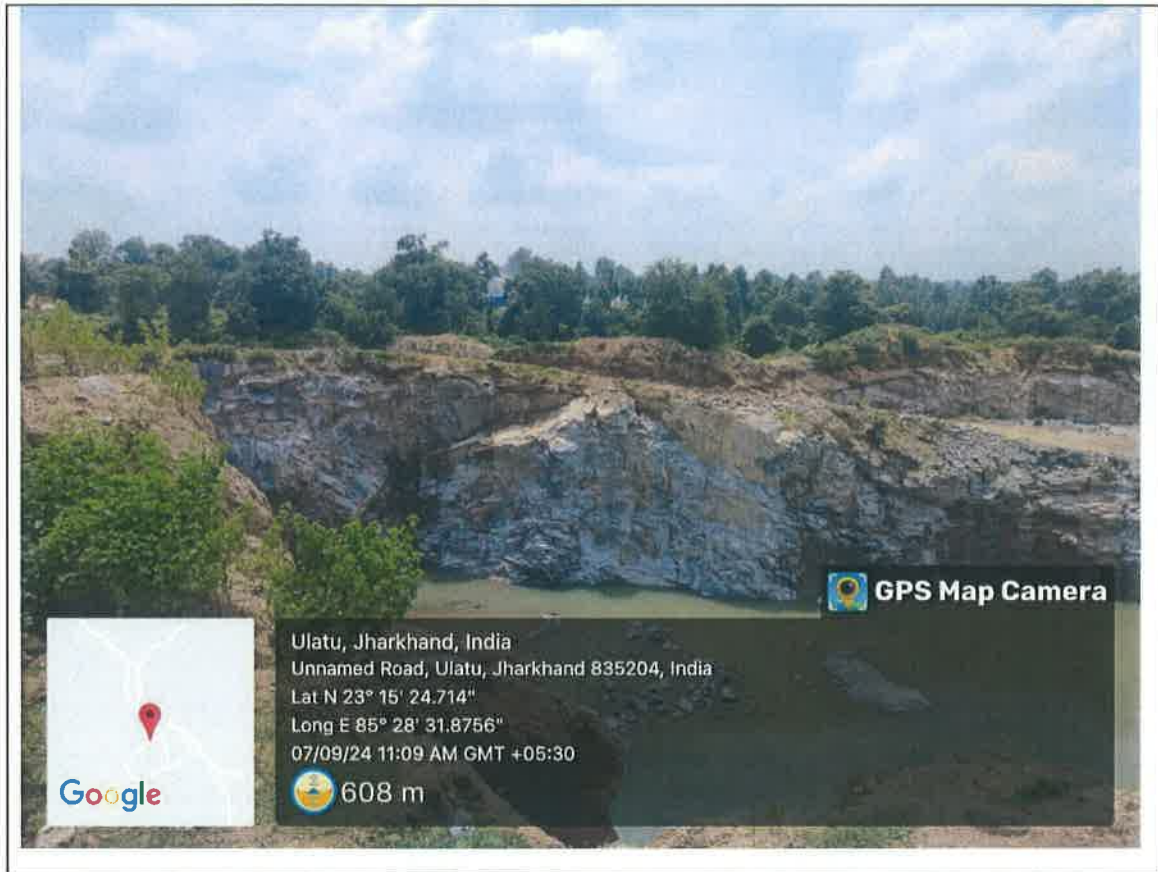 GPS Map Camera
Ulatu, Jharkhand, India
Unnamed Road, Ulatu, Jharkhand 835204, India
Lat N 23° 15' 24.714"
Long E 85° 28' 31.8756"
07/09/24 11:09 AM GMT +05:30
608 m
Google